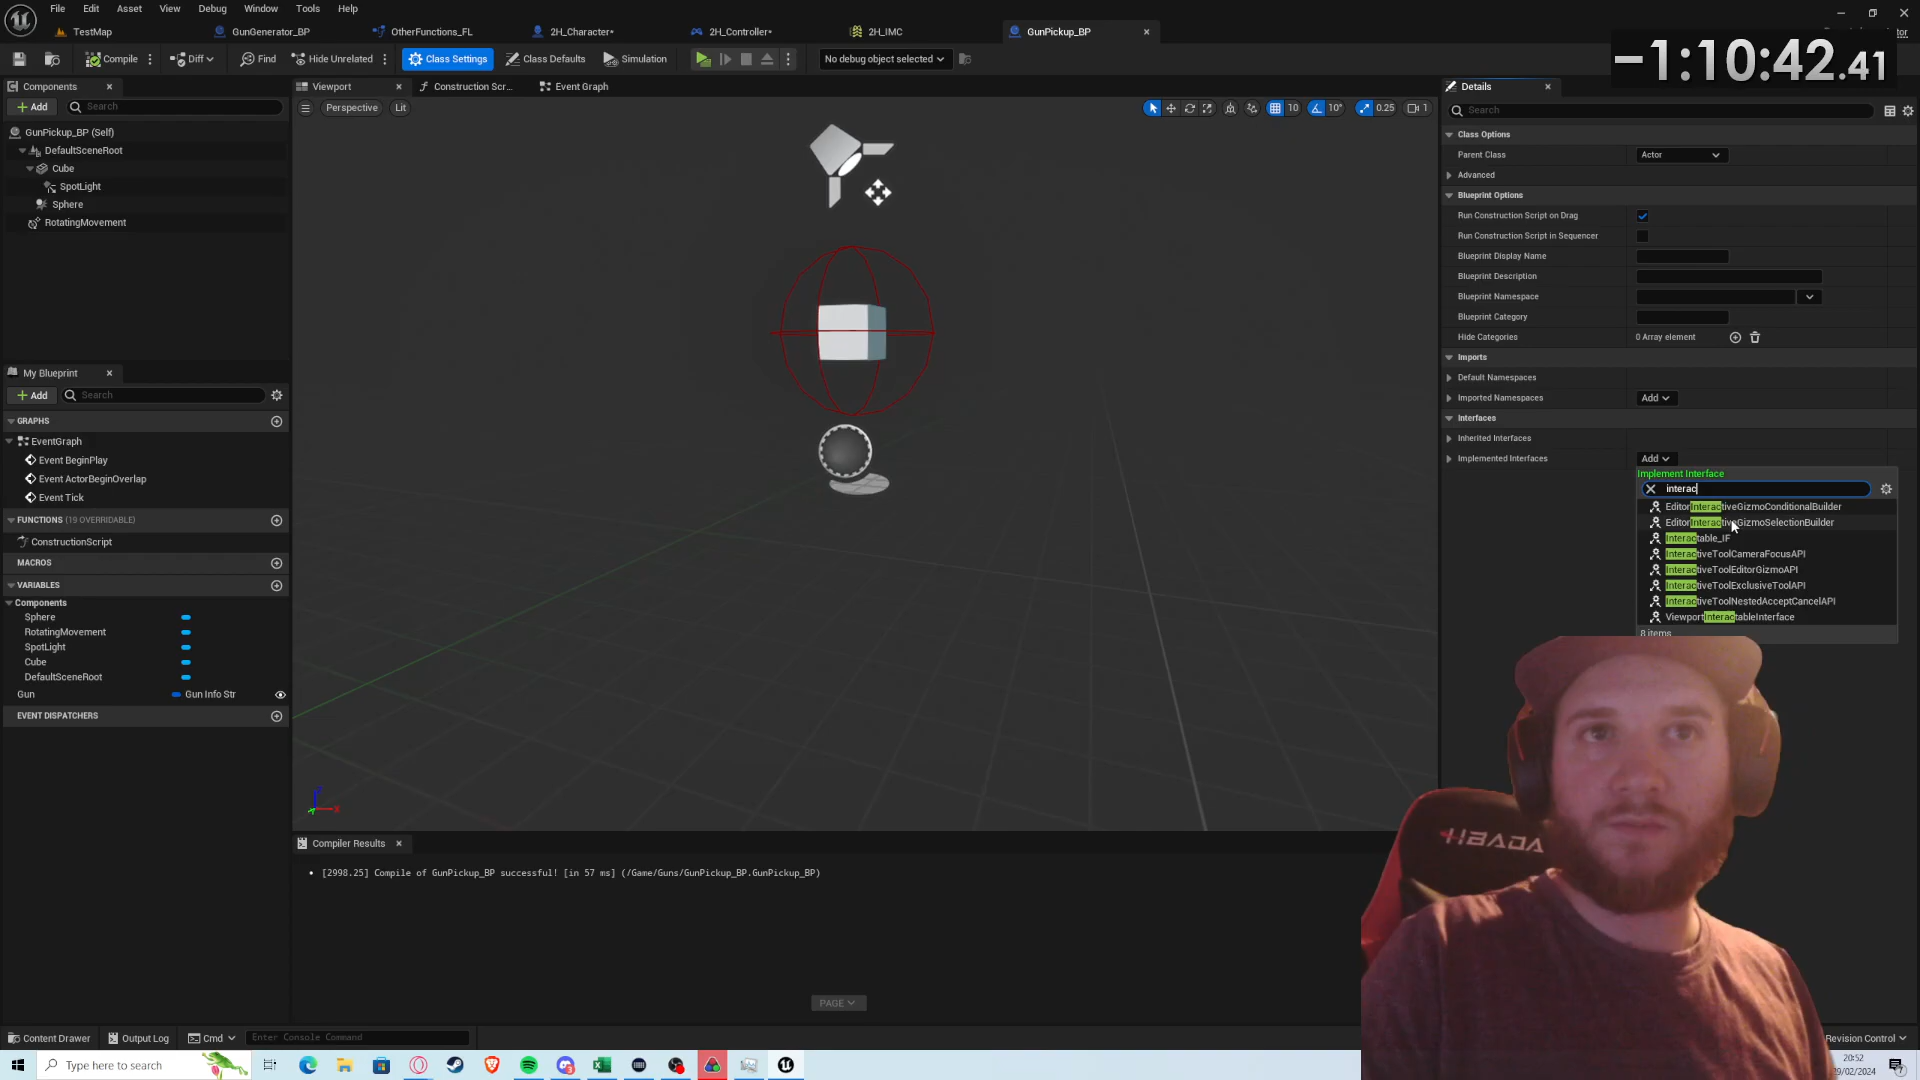 File Edit Asset View Debug Window Tools Help
TestMap GunGenerator_BP OtherFunctions_FL 2H_Character* 2H_Controller* 2H_IMC GunPickup_BP
Compile Diff Find Hide Unrelated Class Settings Class Defaults Simulation No debug object selected
−1:10:42.41
Components
Add Search
GunPickup_BP (Self)
DefaultSceneRoot
Cube
SpotLight
Sphere
RotatingMovement
My Blueprint
Add Search
GRAPHS
EventGraph
Event BeginPlay
Event ActorBeginOverlap
Event Tick
FUNCTIONS (19 OVERRIDABLE)
ConstructionScript
MACROS
VARIABLES
Components
Sphere
RotatingMovement
SpotLight
Cube
DefaultSceneRoot
Gun Gun Info Str
EVENT DISPATCHERS
Viewport Construction Scr... Event Graph
Perspective Lit 10 10° 0.25 1
Z X
Compiler Results
[2998.25] Compile of GunPickup_BP successful! [in 57 ms] (/Game/Guns/GunPickup_BP.GunPickup_BP)
PAGE
Details
Search
Class Options
Parent Class Actor
Advanced
Blueprint Options
Run Construction Script on Drag
Run Construction Script in Sequencer
Blueprint Display Name
Blueprint Description
Blueprint Namespace
Blueprint Category
Hide Categories 0 Array element
Imports
Default Namespaces
Imported Namespaces Add
Interfaces
Inherited Interfaces
Implemented Interfaces Add
Implement Interface
interac
EditorInteractiveGizmoConditionalBuilder
EditorInteractiveGizmoSelectionBuilder
Interactable_IF
InteractiveToolCameraFocusAPI
InteractiveToolEditorGizmoAPI
InteractiveToolExclusiveToolAPI
InteractiveToolNestedAcceptCancelAPI
ViewportInteractableInterface
8 items
HBADA
Content Drawer Output Log Cmd Enter Console Command Revision Control
Type here to search
20:52